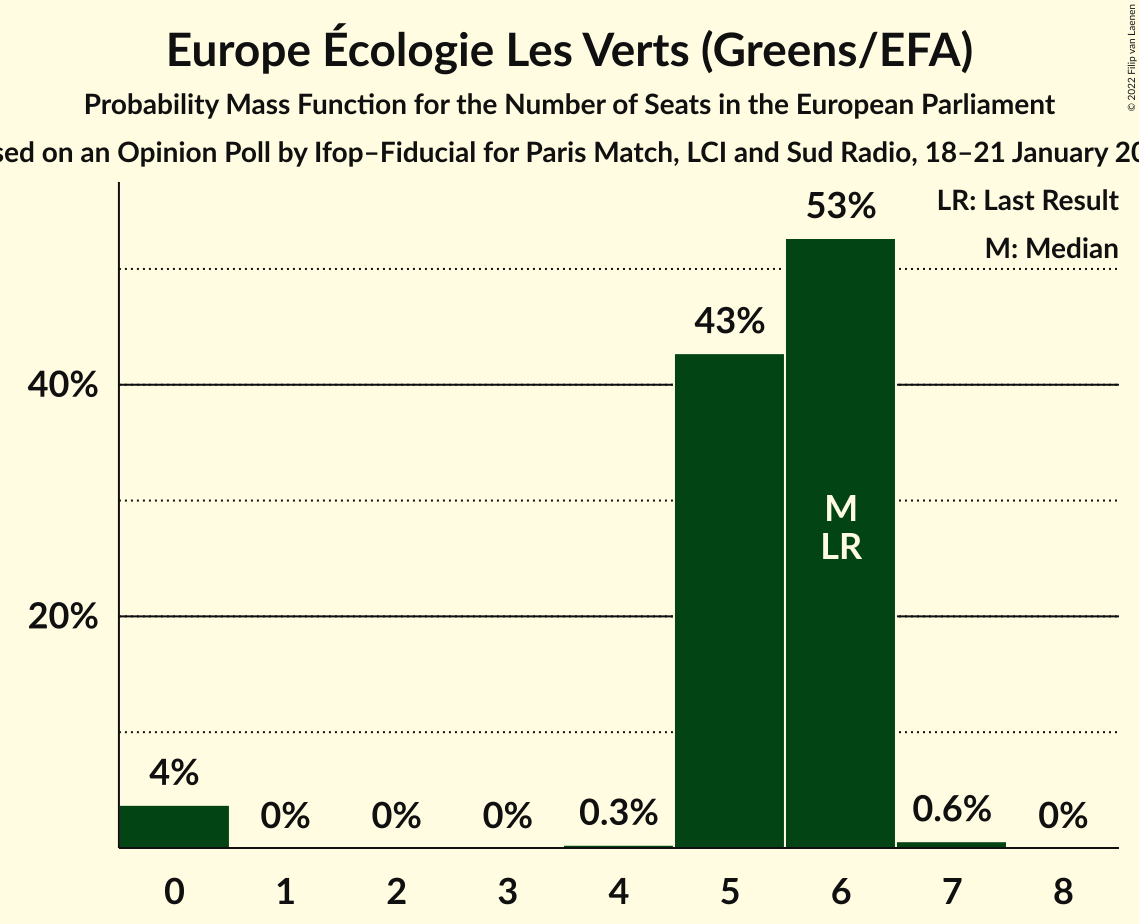 Europe Écologie Les Verts (Greens/EFA)
Probability Mass Function for the Number of Seats in the European Parliament
on an Opinion Poll by Ifop–Fiducial for Paris Match, LCI and Sud Radio, 18–21 January
© 2022 Filip van Laenen
LR: Last Result
M: Median
53%
43%
40%
M
LR
20%
4%
0%
0%
0%
0.3%
0.6%
0%
0 1 2 3 4 5 6 7 8